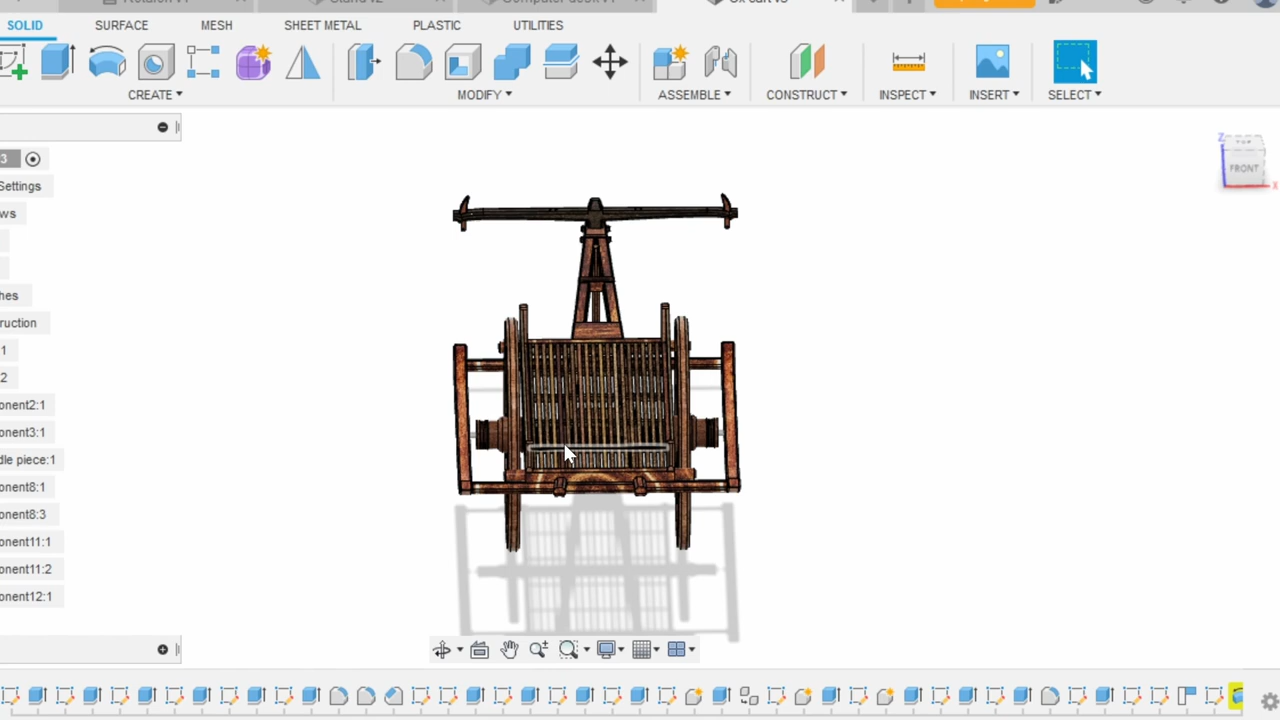 SOLID SURFACE MESH SHEET METAL PLASTIC UTILITIES
CREATE MODIFY ASSEMBLE CONSTRUCT INSPECT INSERT SELECT
3
Settings
ws
hes
ruction
:1
:2
onent2:1
onent3:1
dle piece:1
onent8:1
onent8:3
onent11:1
onent11:2
onent12:1
Z
TOP
FRONT
X